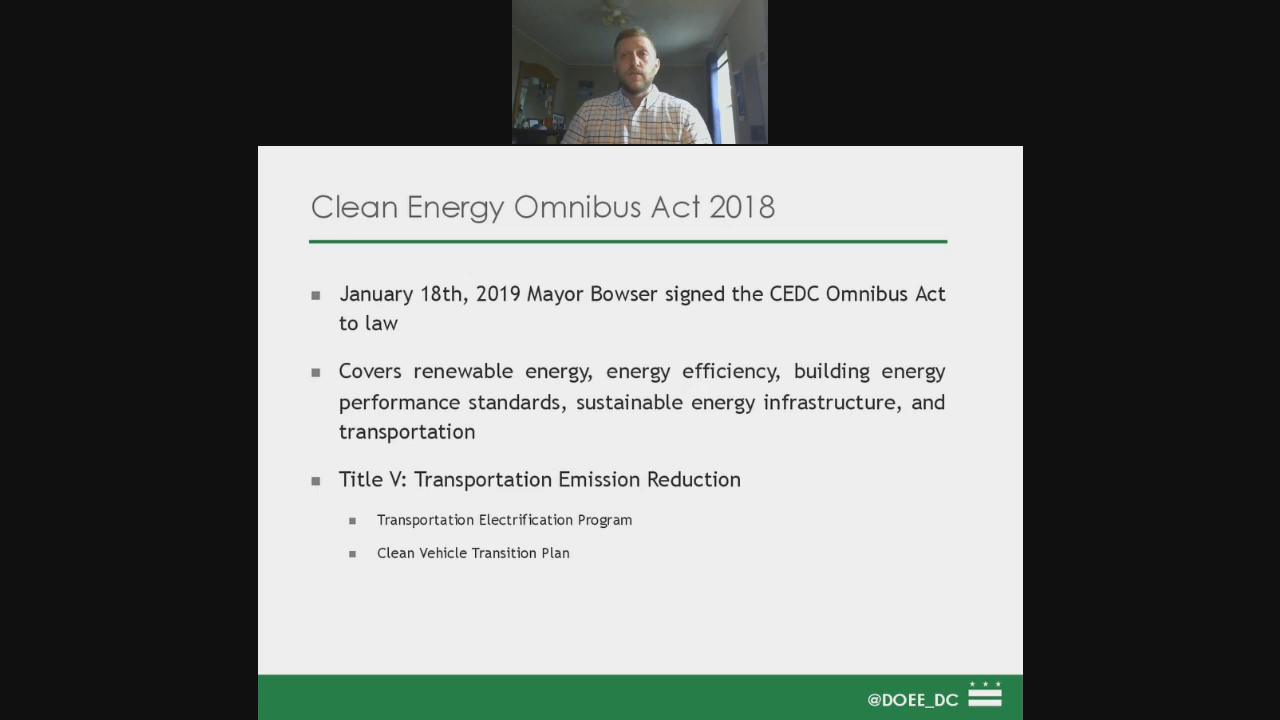 Clean Energy Omnibus Act 2018
January 18th, 2019 Mayor Bowser signed the CEDC Omnibus Act
to law
Covers renewable energy, energy efficiency, building energy
performance standards, sustainable energy infrastructure, and
transportation
Title V: Transportation Emission Reduction
Transportation Electrification Program
Clean Vehicle Transition Plan
@DOEE_DC